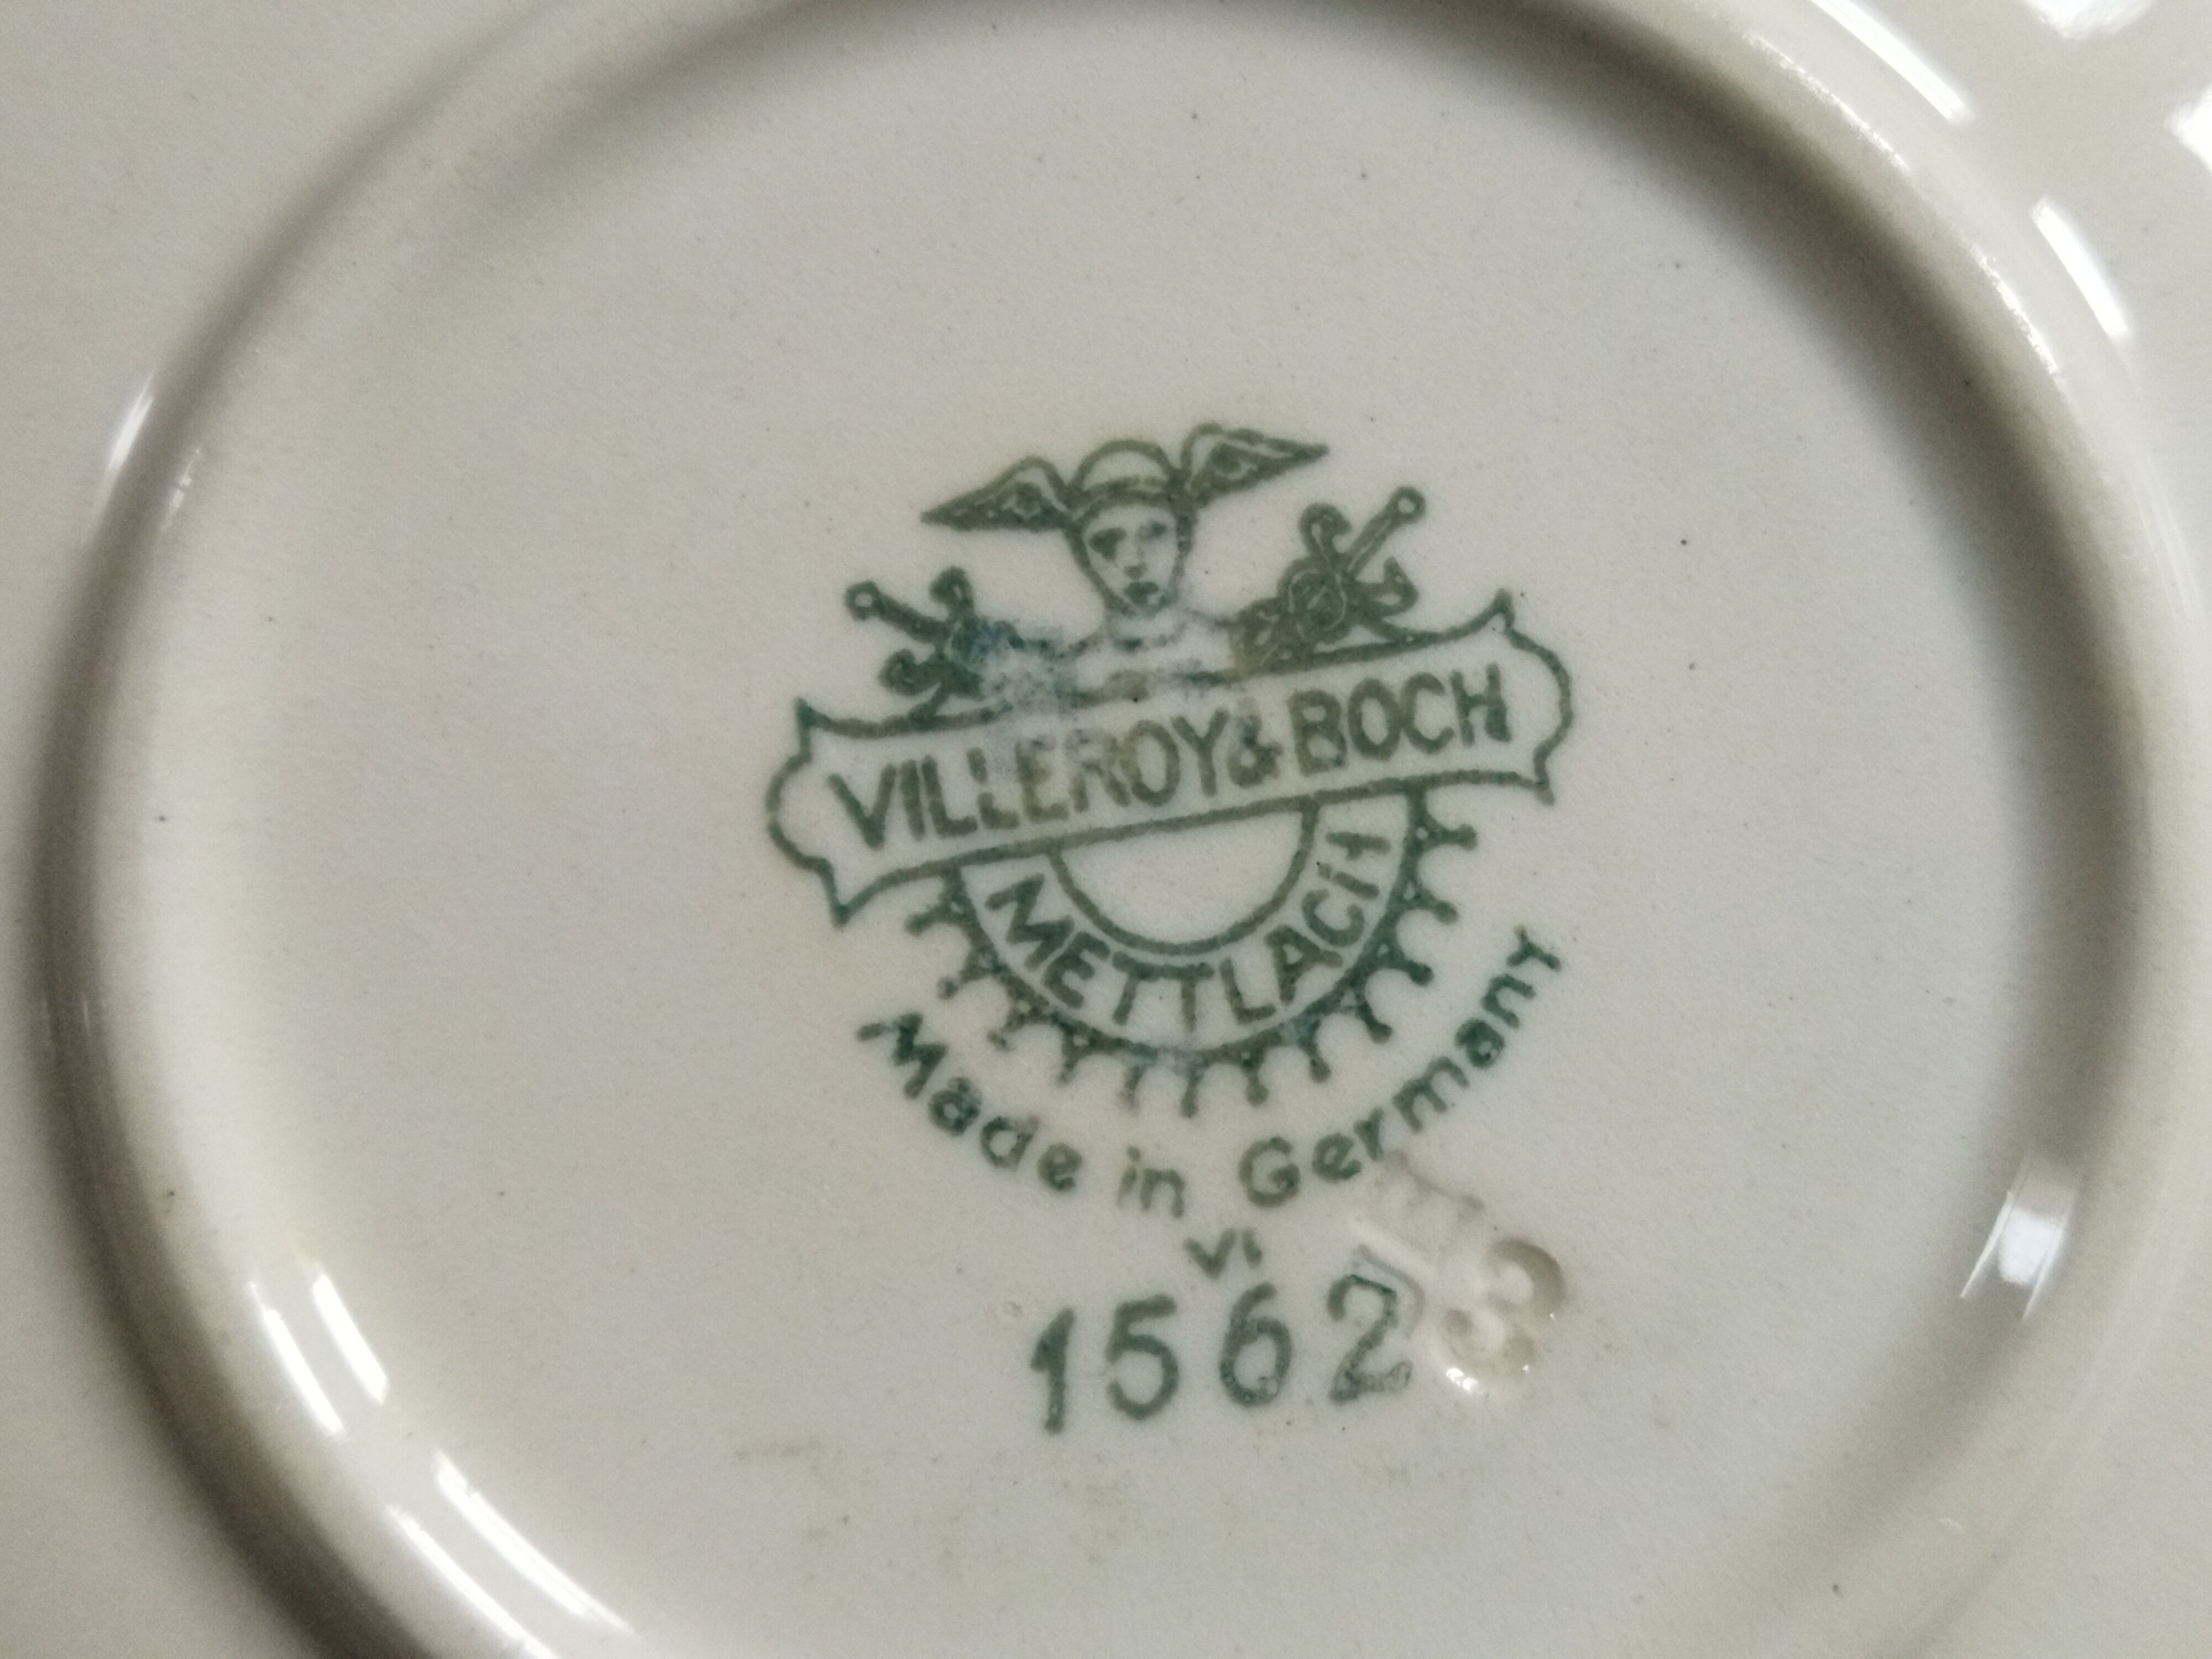 VILLEROY & BOCH
METTLACH
Made in Germany
VI
1562